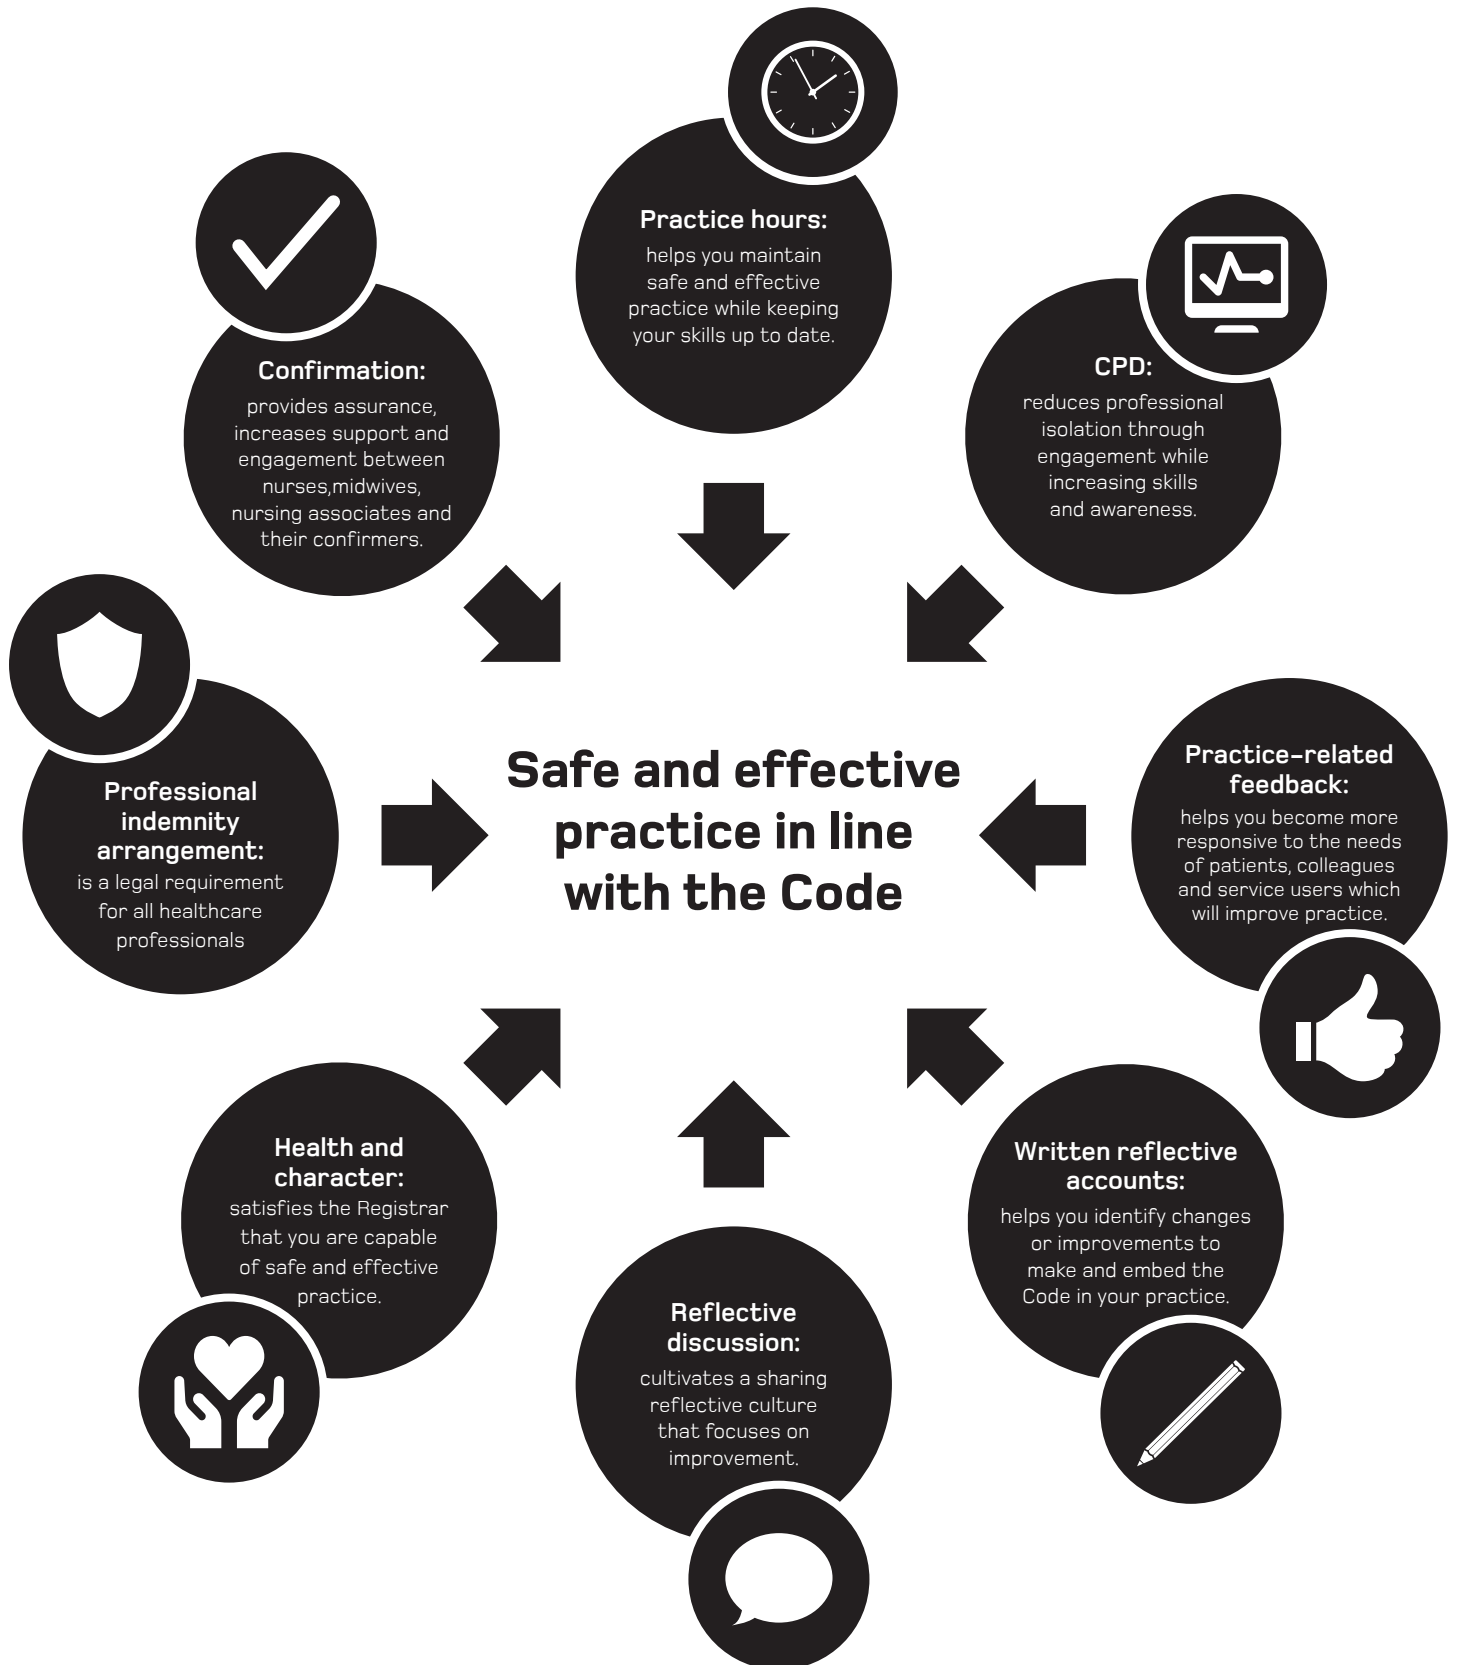 Practice hours:
helps you maintain
safe and effective
practice while keeping
your skills up to date.
CPD:
reduces professional
isolation through
engagement while
increasing skills
and awareness.
Practice-related
feedback:
helps you become more
responsive to the needs
of patients, colleagues
and service users which
will improve practice.
Written reflective
accounts:
helps you identify changes
or improvements to
make and embed the
Code in your practice.
Reflective
discussion:
cultivates a sharing
reflective culture
that focuses on
improvement.
Health and
character:
satisfies the Registrar
that you are capable
of safe and effective
practice.
Professional
indemnity
arrangement:
is a legal requirement
for all healthcare
professionals
Confirmation:
provides assurance,
increases support and
engagement between
nurses,midwives,
nursing associates and
their confirmers.
Safe and effective
practice in line
with the Code